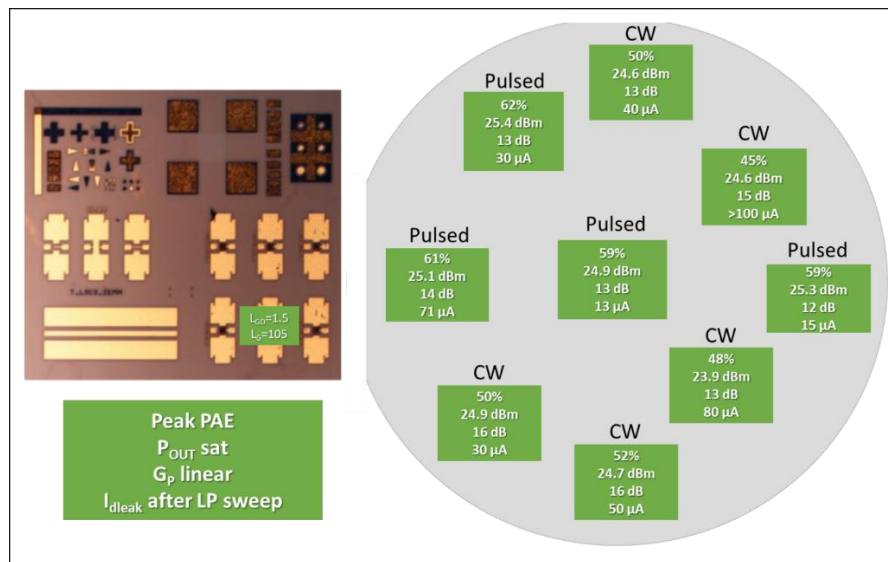 CW
50%
24.6 dBm
13 dB
40 µA
Pulsed
62%
25.4 dBm
13 dB
30 µA
CW
45%
24.6 dBm
15 dB
>100 µA
Pulsed
61%
25.1 dBm
14 dB
71 µA
Pulsed
59%
24.9 dBm
13 dB
13 µA
Pulsed
59%
25.3 dBm
12 dB
15 µA
CW
48%
23.9 dBm
13 dB
80 µA
CW
50%
24.9 dBm
16 dB
30 µA
CW
52%
24.7 dBm
16 dB
50 µA
LGD=1.5
LG=105
Peak PAE
POUT sat
GP linear
Idleak after LP sweep